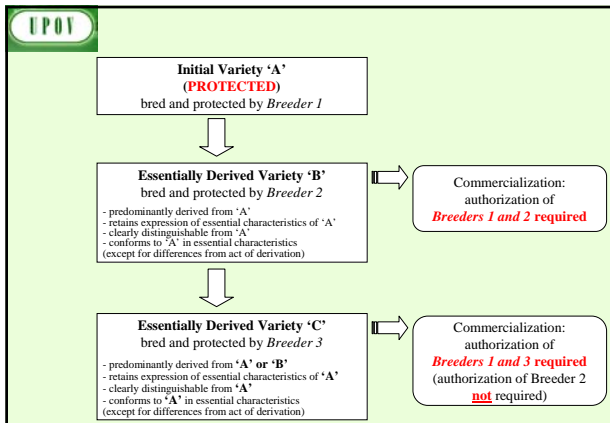 UPOV
Initial Variety ‘A’
(PROTECTED)
bred and protected by Breeder 1
Essentially Derived Variety ‘B’
bred and protected by Breeder 2
- predominantly derived from ‘A’
- retains expression of essential characteristics of ‘A’
- clearly distinguishable from ‘A’
- conforms to ‘A’ in essential characteristics
(except for differences from act of derivation)
Commercialization:
authorization of
Breeders 1 and 2 required
Essentially Derived Variety ‘C’
bred and protected by Breeder 3
- predominantly derived from ‘A’ or ‘B’
- retains expression of essential characteristics of ‘A’
- clearly distinguishable from ‘A’
- conforms to ‘A’ in essential characteristics
(except for differences from act of derivation)
Commercialization:
authorization of
Breeders 1 and 3 required
(authorization of Breeder 2
not required)